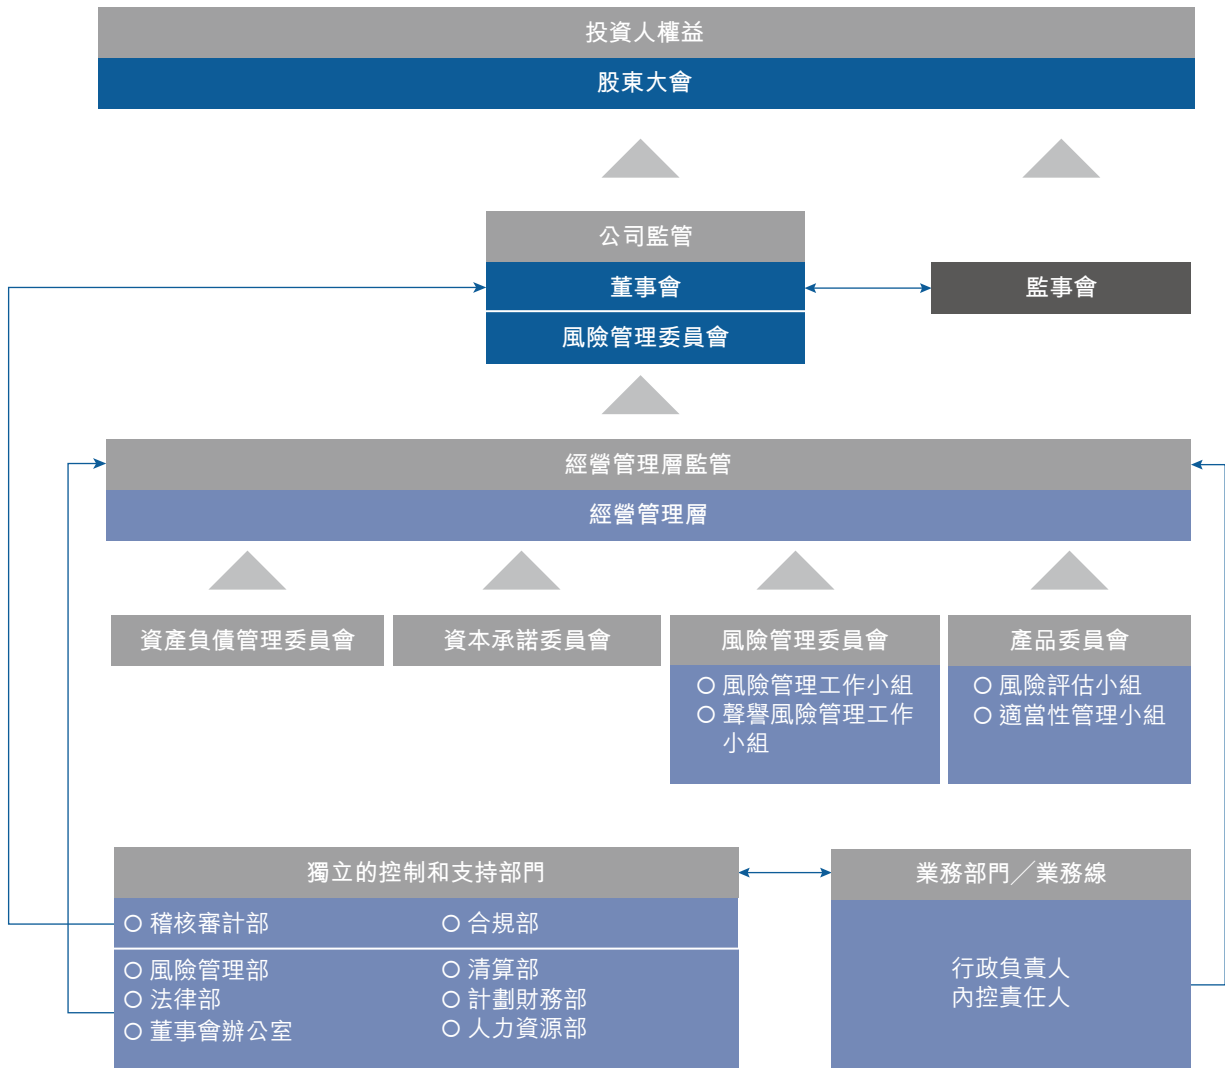 投資人權益
股東大會
公司監管
董事會
監事會
風險管理委員會
經營管理層監管
經營管理層
資產負債管理委員會
資本承諾委員會
風險管理委員會
○ 風險管理工作小組
○ 聲譽風險管理工作
小組
產品委員會
○ 風險評估小組
○ 適當性管理小組
獨立的控制和支持部門
○ 稽核審計部
○ 合規部
○ 風險管理部
○ 法律部
○ 董事會辦公室
○ 清算部
○ 計劃財務部
○ 人力資源部
業務部門╱業務線
行政負責人
內控責任人